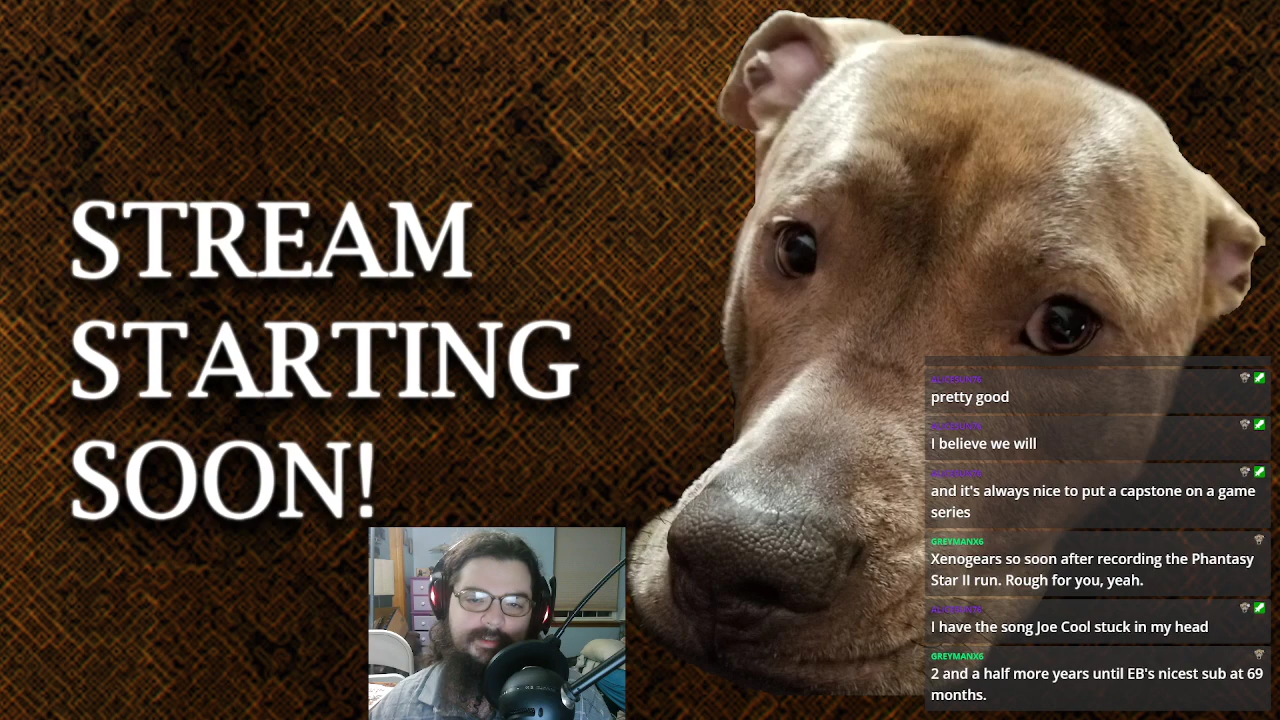 STREAM
STARTING
SOON!
pretty good
I believe we will
and it's always nice to put a capstone on a game
series
GREYMANX6
Xenogears so soon after recording the Phantasy
Star II run. Rough for you, yeah.
I have the song Joe Cool stuck in my head
GREYMANX6
2 and a half more years until EB's nicest sub at 69
months.